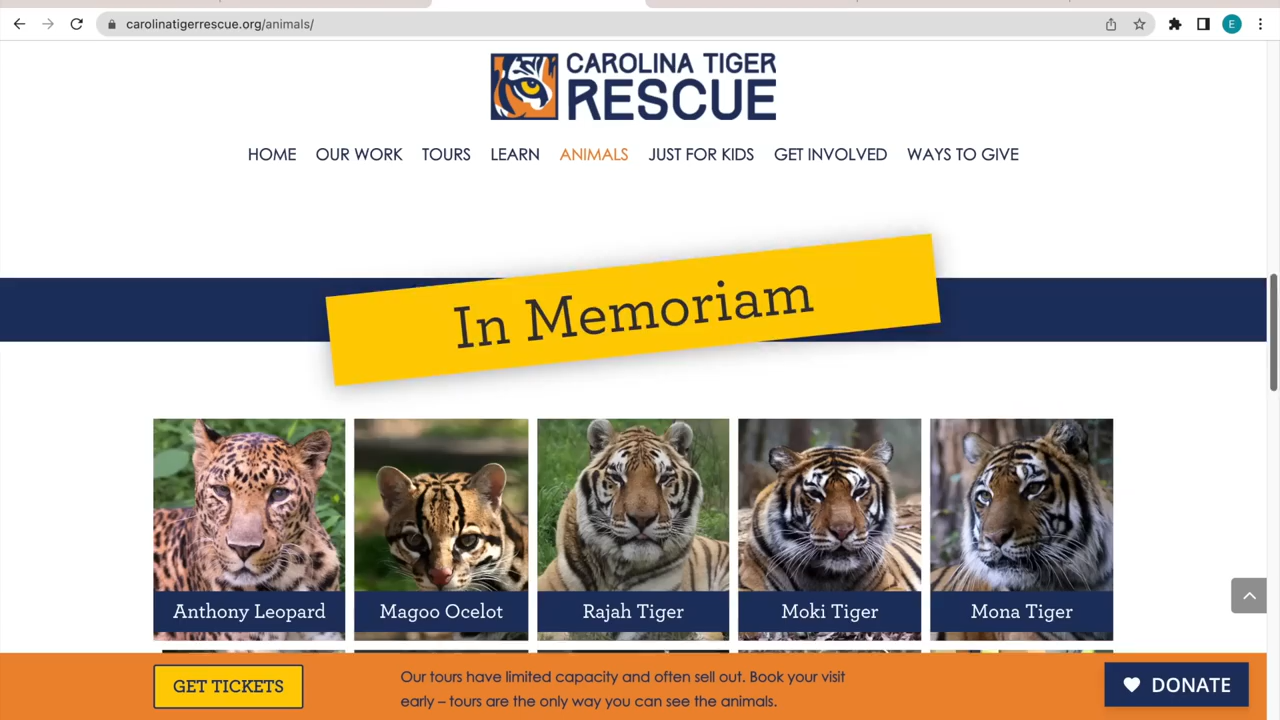 carolinatigerrescue.org/animals/
E
CAROLINA TIGER
RESCUE
HOME OUR WORK TOURS LEARN ANIMALS JUST FOR KIDS GET INVOLVED WAYS TO GIVE
In Memoriam
Anthony Leopard Magoo Ocelot Rajah Tiger Moki Tiger Mona Tiger
GET TICKETS
Our tours have limited capacity and often sell out. Book your visit
early – tours are the only way you can see the animals.
DONATE